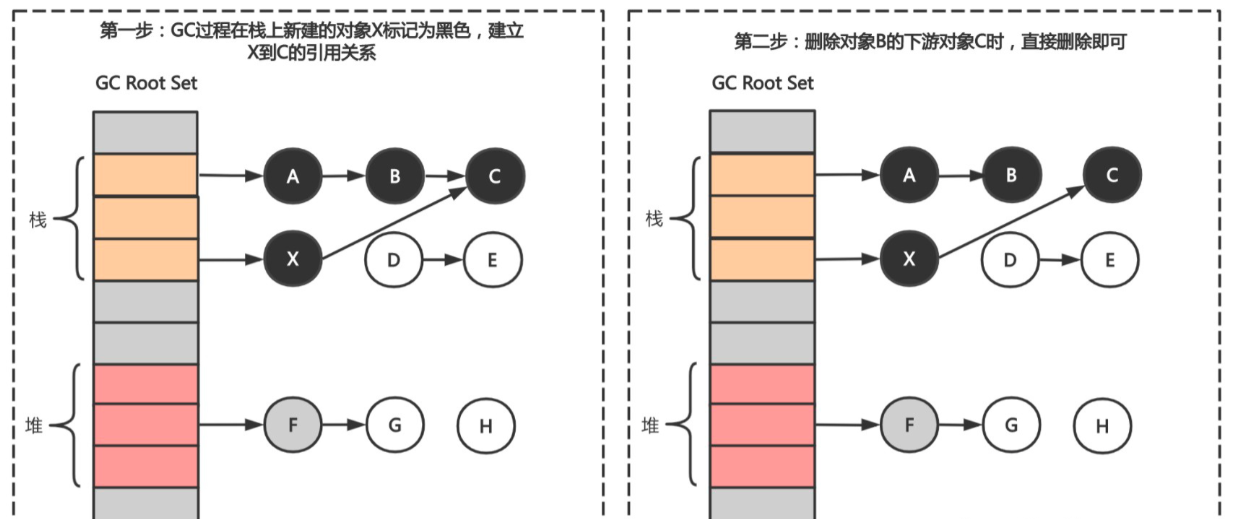 第一步：GC过程在栈上新建的对象X标记为黑色，建立
X到C的引用关系
GC Root Set
栈
A
B
C
X
D
E
堆
F
G
H
第二步：删除对象B的下游对象C时，直接删除即可
GC Root Set
栈
A
B
C
X
D
E
堆
F
G
H